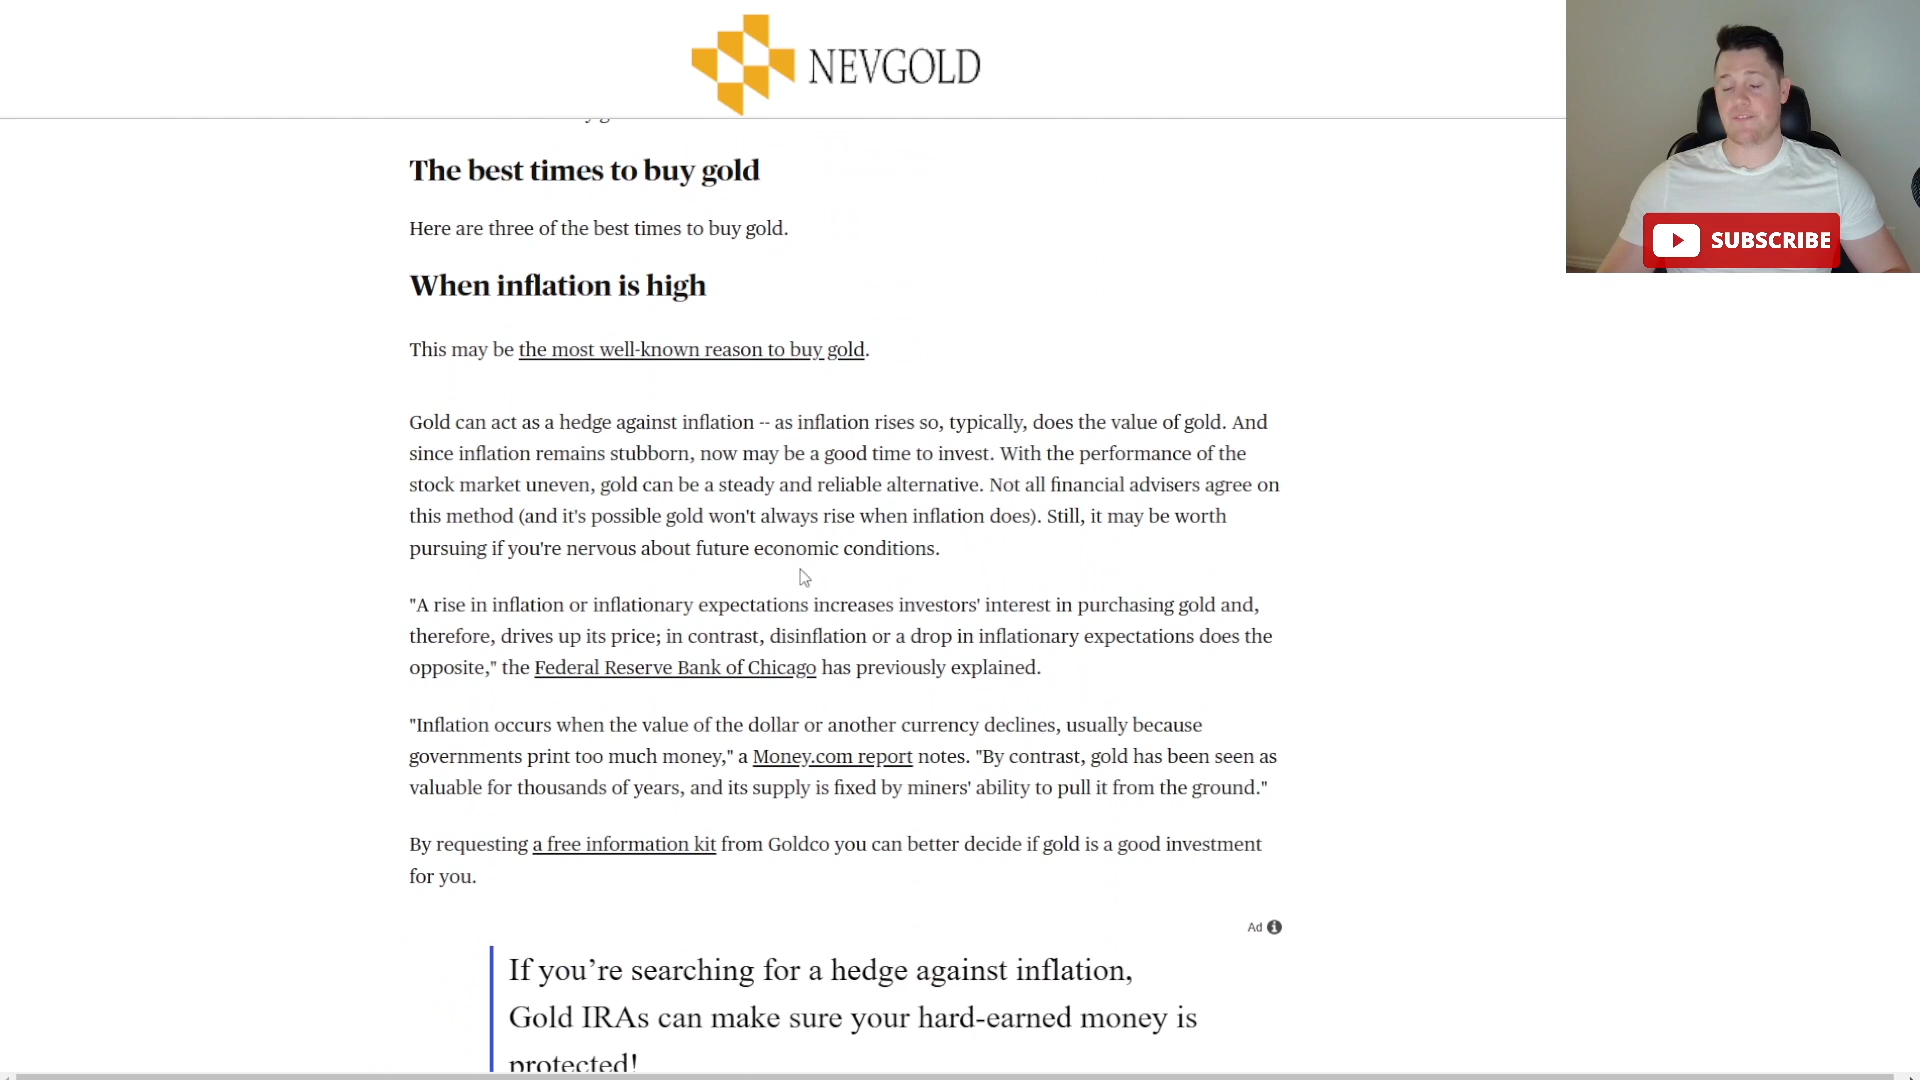 NEVGOLD
The best times to buy gold
Here are three of the best times to buy gold.
When inflation is high
This may be the most well-known reason to buy gold.
Gold can act as a hedge against inflation -- as inflation rises so, typically, does the value of gold. And
since inflation remains stubborn, now may be a good time to invest. With the performance of the
stock market uneven, gold can be a steady and reliable alternative. Not all financial advisers agree on
this method (and it's possible gold won't always rise when inflation does). Still, it may be worth
pursuing if you're nervous about future economic conditions.
"A rise in inflation or inflationary expectations increases investors' interest in purchasing gold and,
therefore, drives up its price; in contrast, disinflation or a drop in inflationary expectations does the
opposite," the Federal Reserve Bank of Chicago has previously explained.
"Inflation occurs when the value of the dollar or another currency declines, usually because
governments print too much money," a Money.com report notes. "By contrast, gold has been seen as
valuable for thousands of years, and its supply is fixed by miners' ability to pull it from the ground."
By requesting a free information kit from Goldco you can better decide if gold is a good investment
for you.
Ad
If you’re searching for a hedge against inflation,
Gold IRAs can make sure your hard-earned money is
protected!
SUBSCRIBE